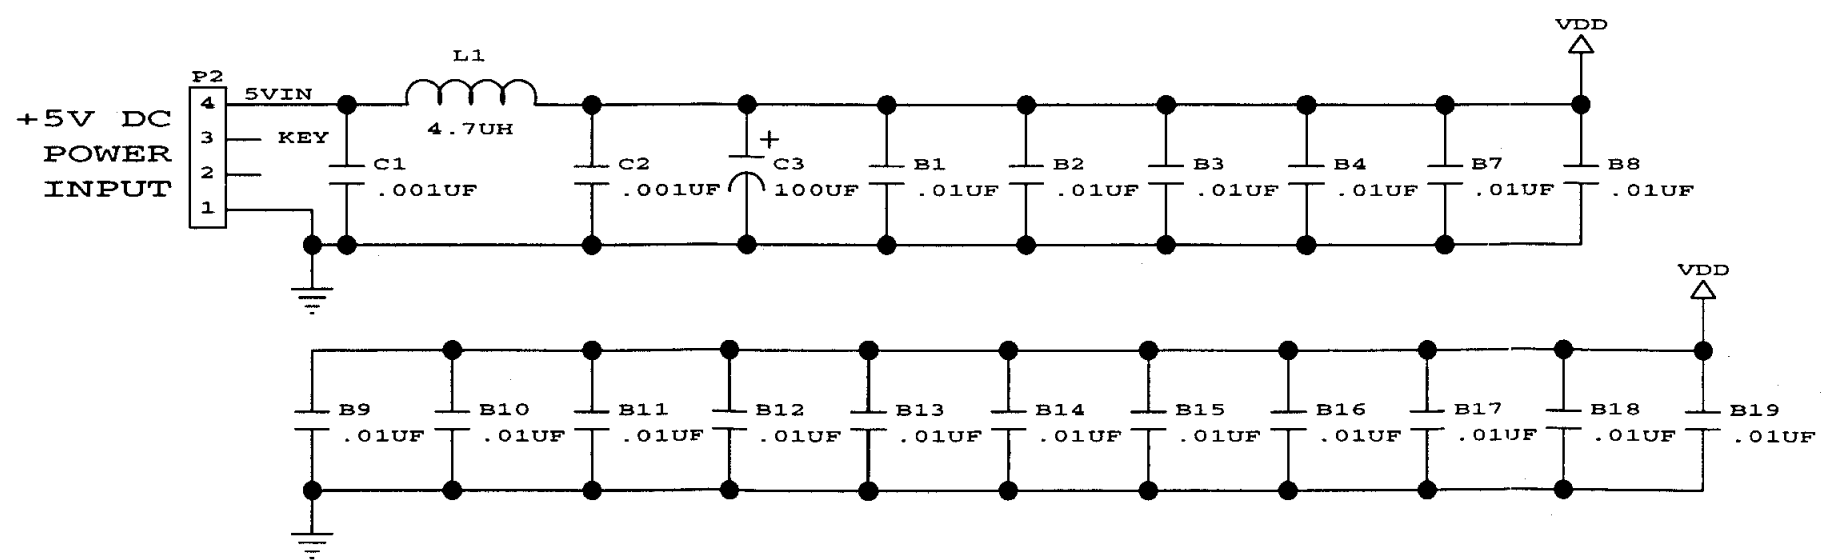 VDD
L1
P2
4 5VIN
+5V DC
POWER
INPUT
4.7UH
3 KEY
2
1
+
C1
.001UF
C2
.001UF
C3
100UF
B1
.01UF
B2
.01UF
B3
.01UF
B4
.01UF
B7
.01UF
B8
.01UF
VDD
B9
.01UF
B10
.01UF
B11
.01UF
B12
.01UF
B13
.01UF
B14
.01UF
B15
.01UF
B16
.01UF
B17
.01UF
B18
.01UF
B19
.01UF